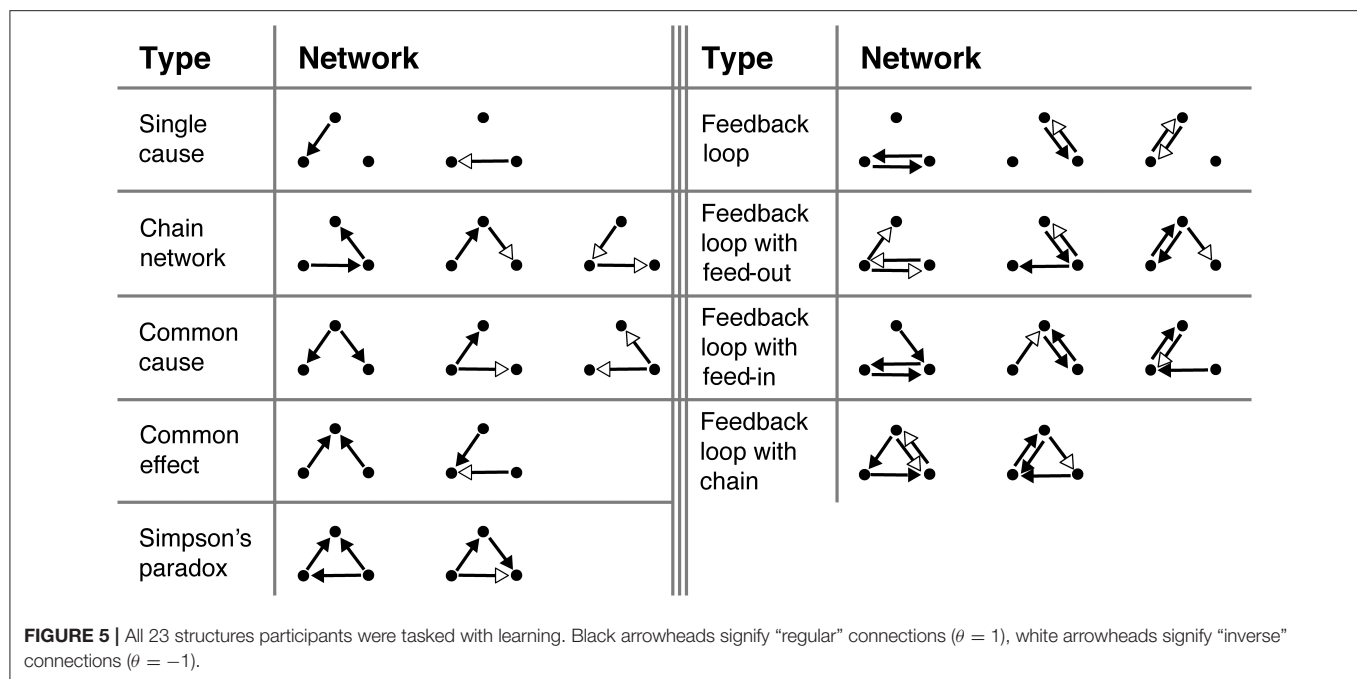 Type
Network
Single
cause
Chain
network
Common
cause
Common
effect
Simpson's
paradox
Type
Network
Feedback
loop
Feedback
loop with
feed-out
Feedback
loop with
feed-in
Feedback
loop with
chain
FIGURE 5 | All 23 structures participants were tasked with learning. Black arrowheads signify “regular” connections (θ = 1), white arrowheads signify “inverse”
connections (θ = −1).